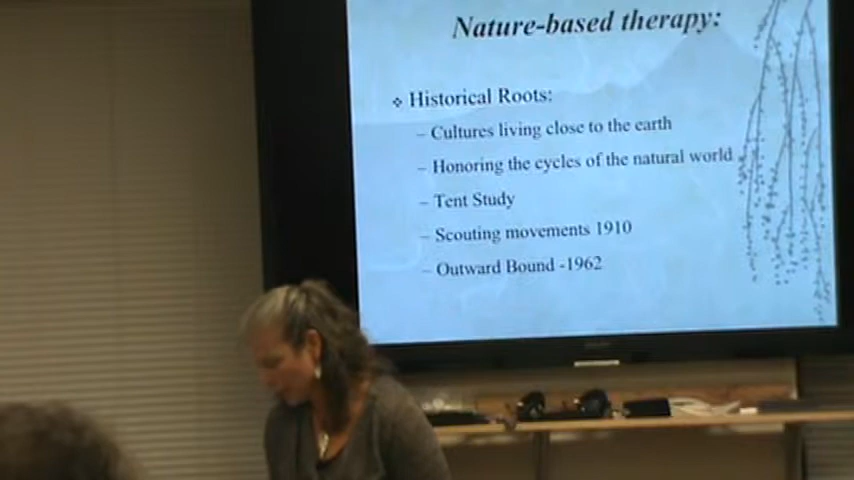 Nature-based therapy:
❖ Historical Roots:
– Cultures living close to the earth
– Honoring the cycles of the natural world
– Tent Study
– Scouting movements 1910
– Outward Bound -1962